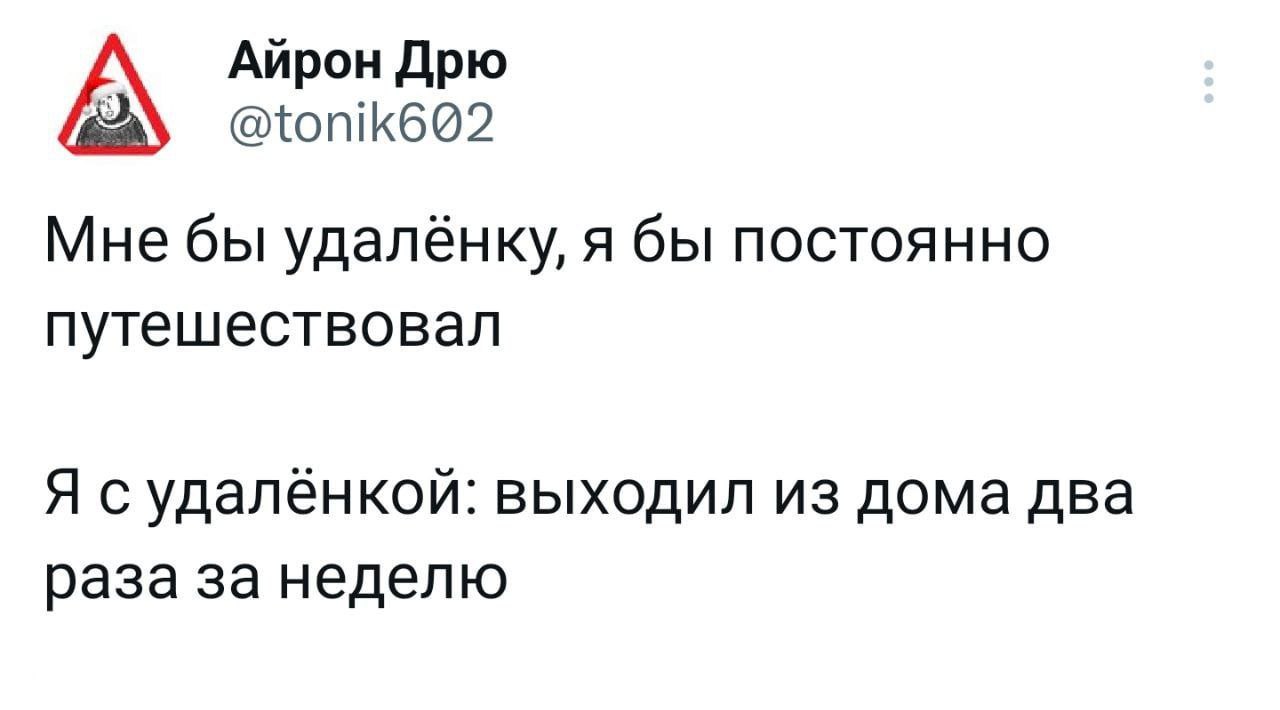 Айрон Дрю
@tonik602
Мне бы удалёнку, я бы постоянно
путешествовал
Я с удалёнкой: выходил из дома два
раза за неделю